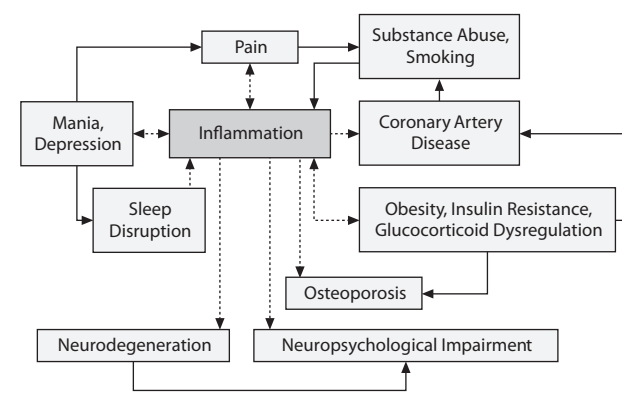 Pain
Substance Abuse,
Smoking
Mania,
Depression
Inflammation
Coronary Artery
Disease
Sleep
Disruption
Obesity, Insulin Resistance,
Glucocorticoid Dysregulation
Osteoporosis
Neurodegeneration
Neuropsychological Impairment